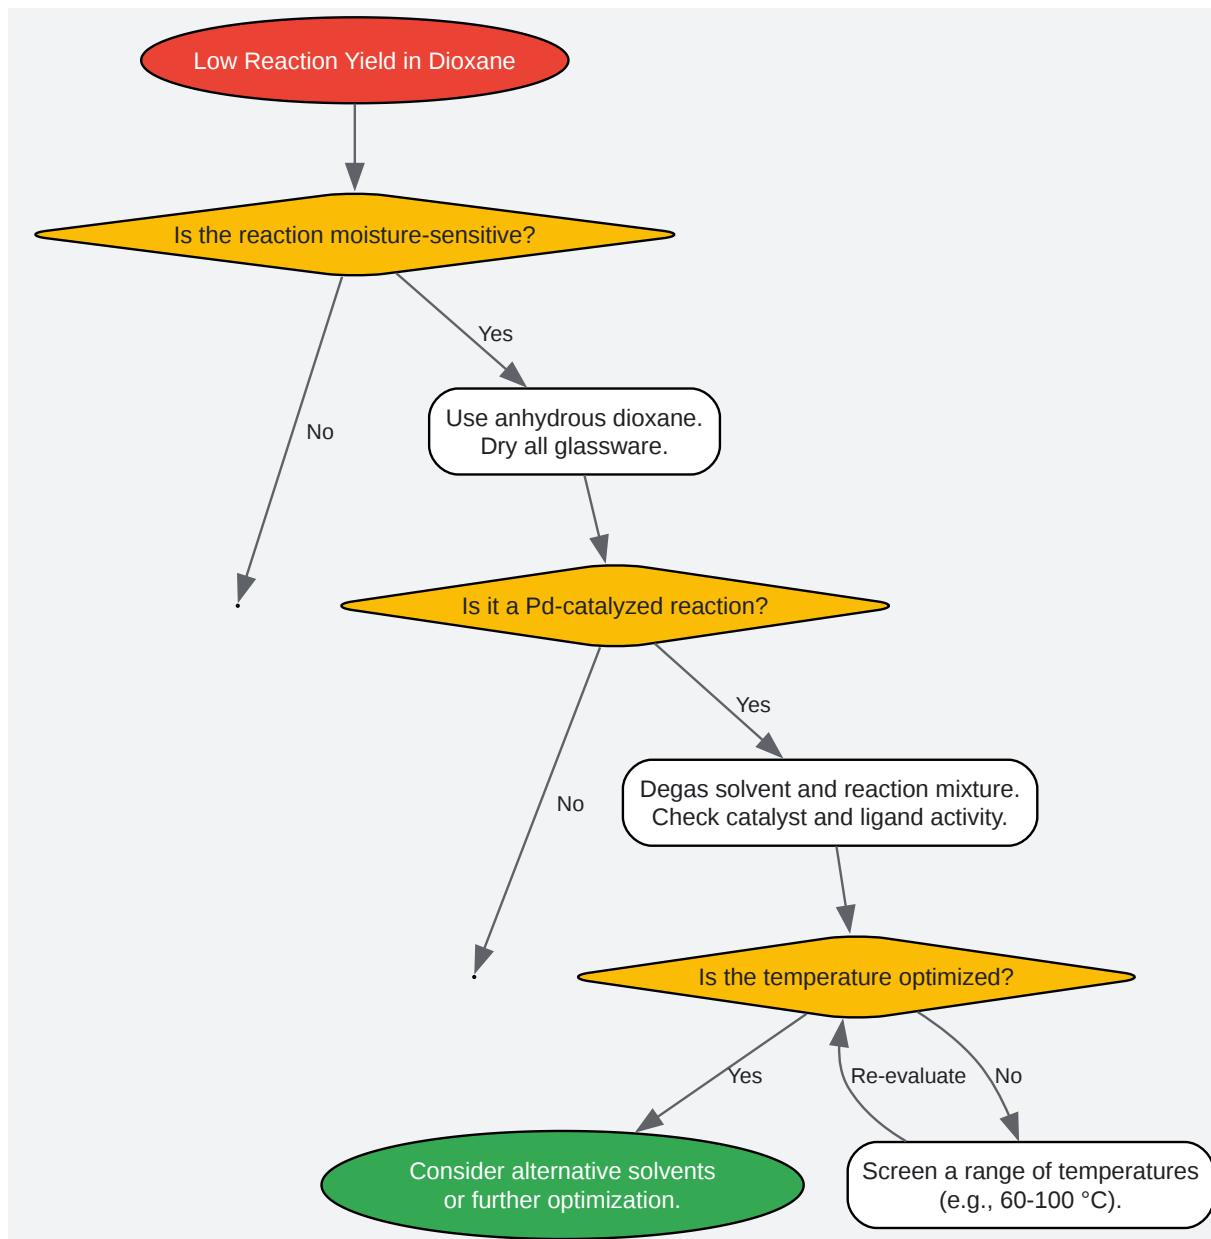 Low Reaction Yield in Dioxane
Is the reaction moisture-sensitive?
Yes
No
Use anhydrous dioxane.
Dry all glassware.
Is it a Pd-catalyzed reaction?
Yes
No
Degas solvent and reaction mixture.
Check catalyst and ligand activity.
Is the temperature optimized?
Yes
Re-evaluate
No
Consider alternative solvents
or further optimization.
Screen a range of temperatures
(e.g., 60-100 °C).